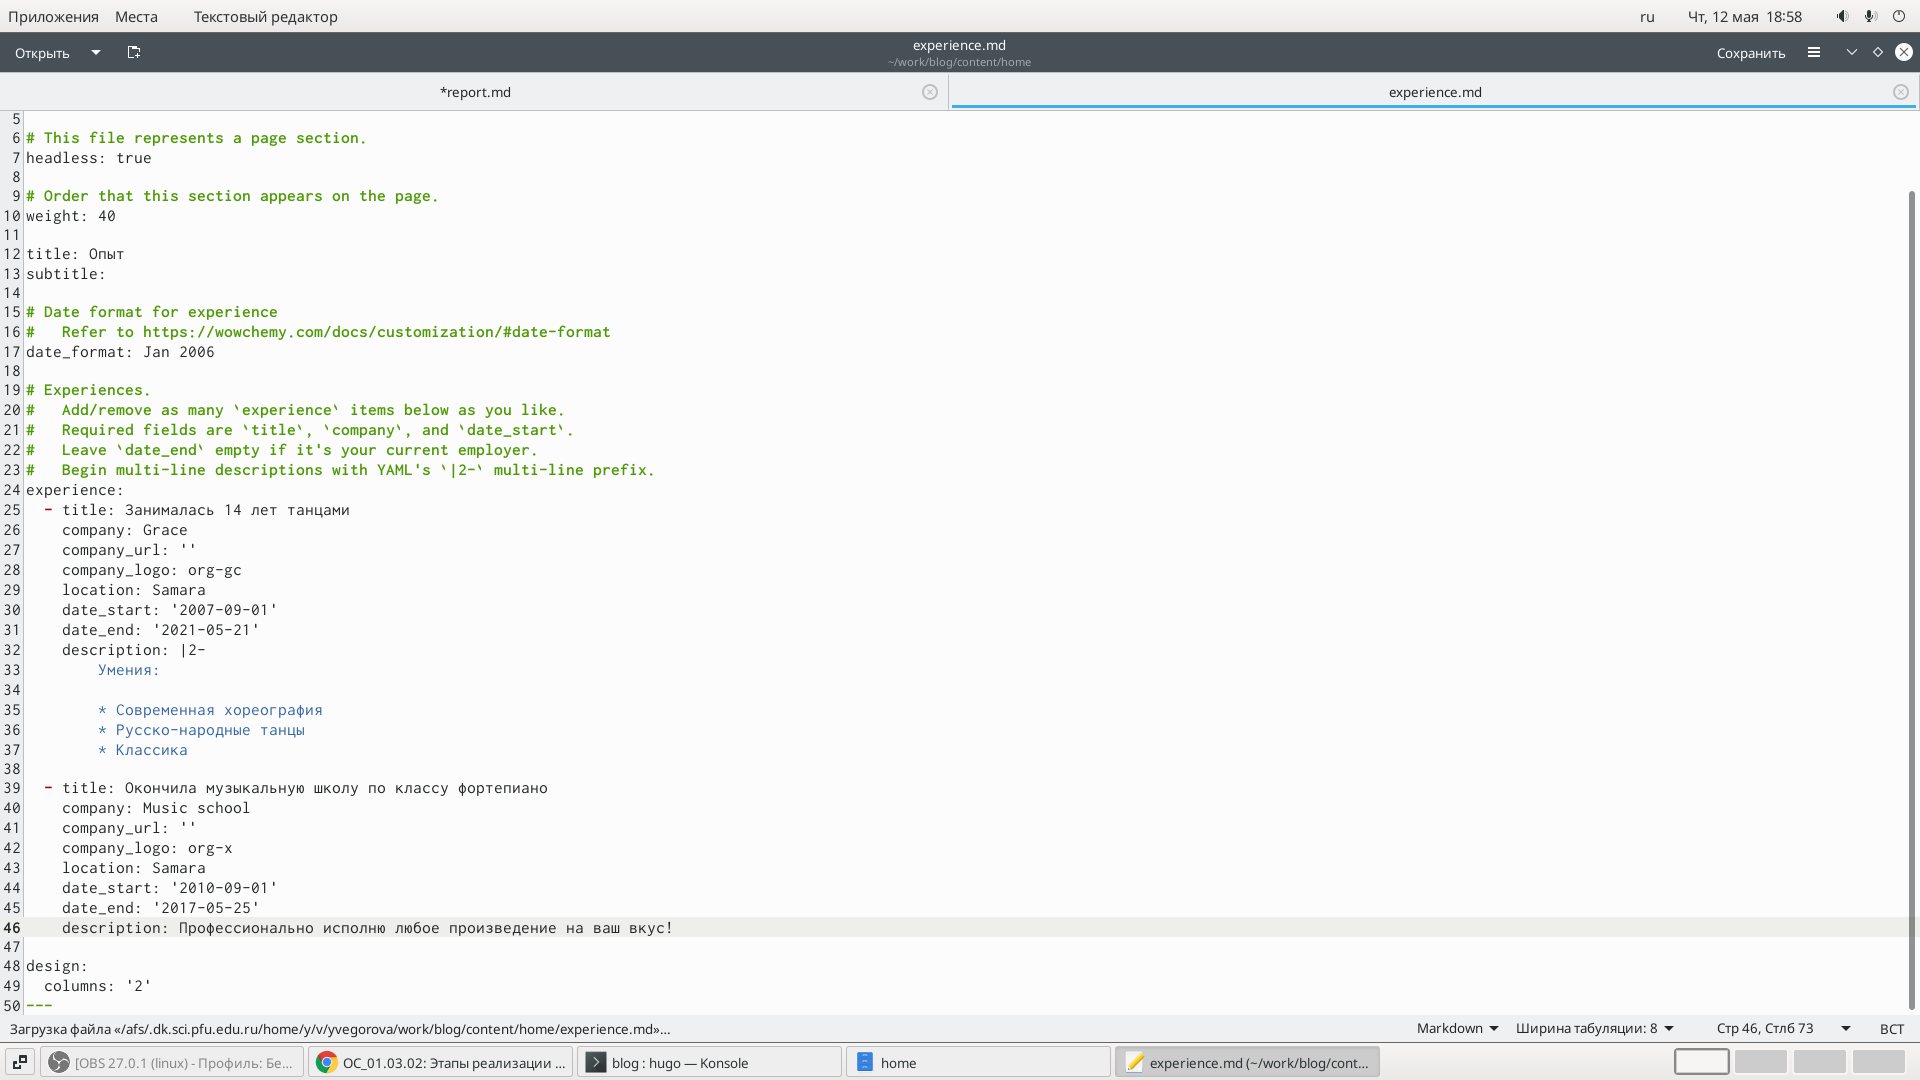 Приложения Места Текстовый редактор ru Чт, 12 мая 18:58
Открыть experience.md Сохранить
~/work/blog/content/home
*report.md experience.md
5
6 # This file represents a page section.
7 headless: true
8
9 # Order that this section appears on the page.
10 weight: 40
11
12 title: Опыт
13 subtitle:
14
15 # Date format for experience
16 #   Refer to https://wowchemy.com/docs/customization/#date-format
17 date_format: Jan 2006
18
19 # Experiences.
20 #   Add/remove as many `experience` items below as you like.
21 #   Required fields are `title`, `company`, and `date_start`.
22 #   Leave `date_end` empty if it's your current employer.
23 #   Begin multi-line descriptions with YAML's `|2-` multi-line prefix.
24 experience:
25   - title: Занималась 14 лет танцами
26     company: Grace
27     company_url: ''
28     company_logo: org-gc
29     location: Samara
30     date_start: '2007-09-01'
31     date_end: '2021-05-21'
32     description: |2-
33         Умения:
34
35         * Современная хореография
36         * Русско-народные танцы
37         * Классика
38
39   - title: Окончила музыкальную школу по классу фортепиано
40     company: Music school
41     company_url: ''
42     company_logo: org-x
43     location: Samara
44     date_start: '2010-09-01'
45     date_end: '2017-05-25'
46     description: Профессионально исполню любое произведение на ваш вкус!
47
48 design:
49   columns: '2'
50 ---
Загрузка файла «/afs/.dk.sci.pfu.edu.ru/home/y/v/yvegorova/work/blog/content/home/experience.md»... Markdown Ширина табуляции: 8 Стр 46, Стлб 73 ВСТ
[OBS 27.0.1 (linux) - Профиль: Бе... ОС_01.03.02: Этапы реализации ... blog : hugo — Konsole home experience.md (~/work/blog/cont...